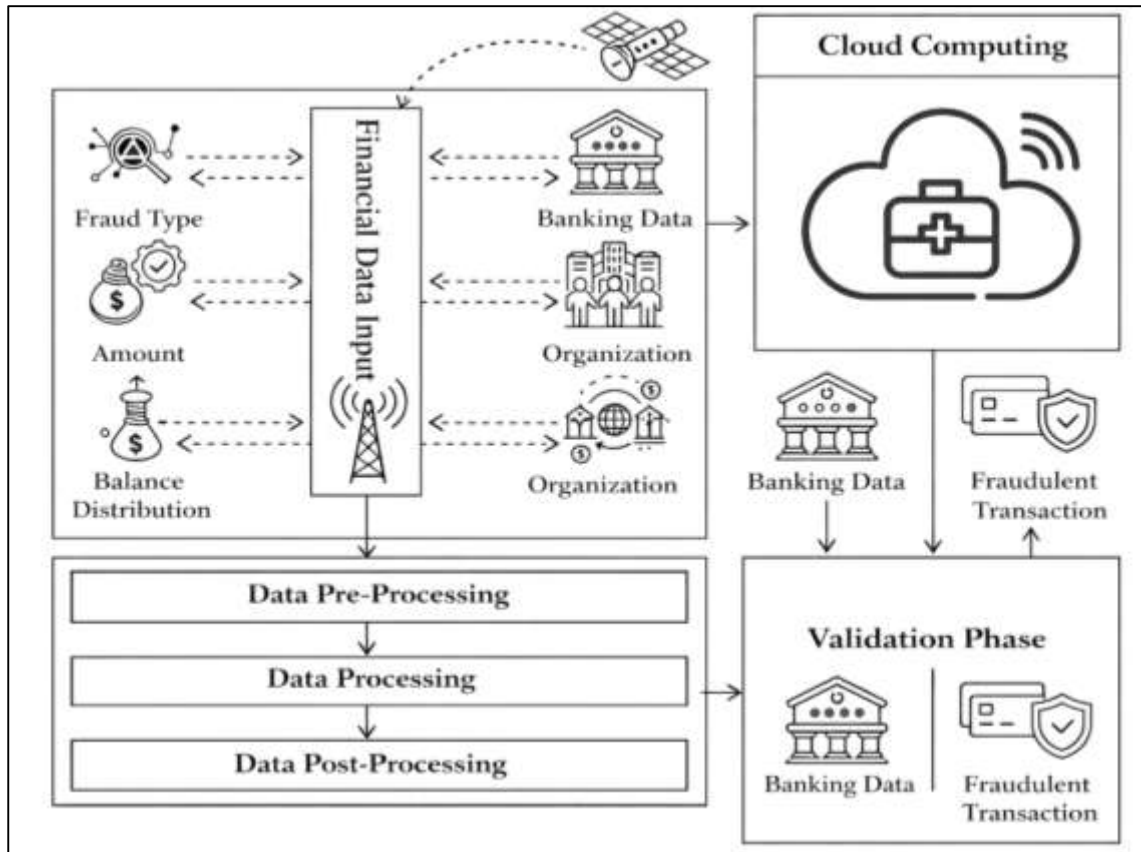 Cloud Computing
Financial Data Input
Fraud Type
Banking Data
Amount
Organization
Balance
Distribution
Organization
Banking Data
Fraudulent
Transaction
Data Pre-Processing
Data Processing
Data Post-Processing
Validation Phase
Banking Data
Fraudulent
Transaction